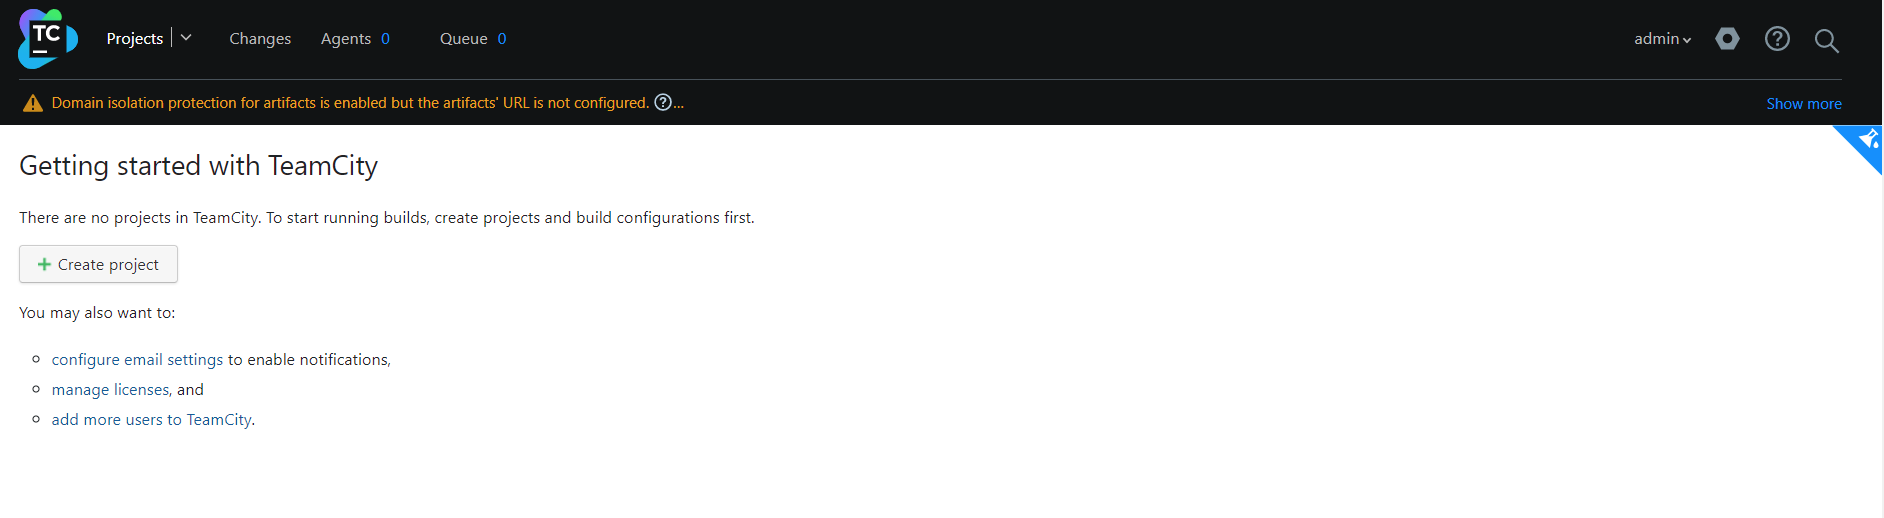 TC
Projects Changes Agents 0 Queue 0 admin
Domain isolation protection for artifacts is enabled but the artifacts' URL is not configured. ?... Show more
Getting started with TeamCity
There are no projects in TeamCity. To start running builds, create projects and build configurations first.
+ Create project
You may also want to:
configure email settings to enable notifications,
manage licenses, and
add more users to TeamCity.